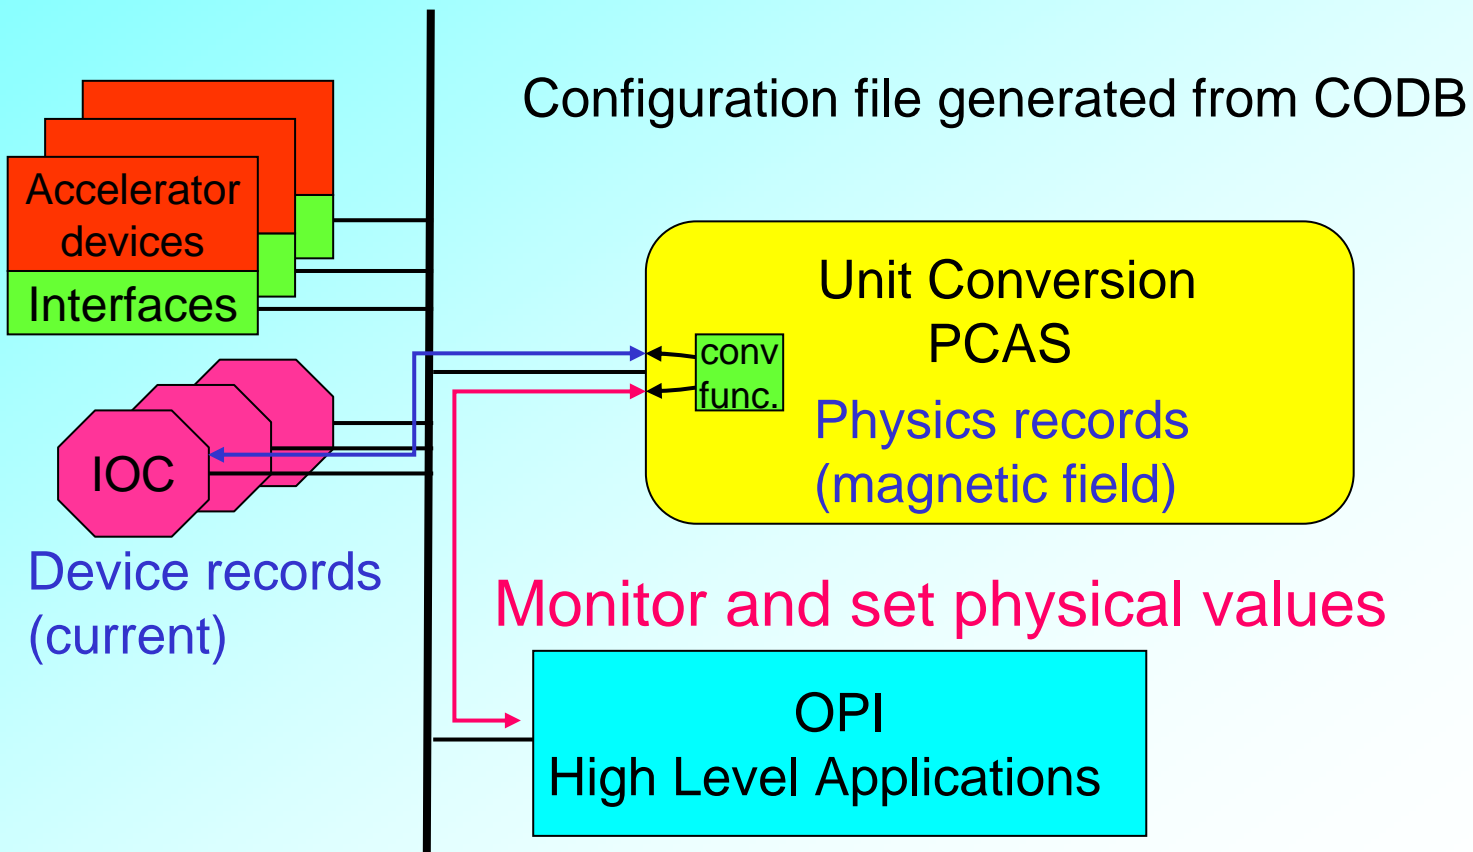 Configuration file generated from CODB
Accelerator
devices
Interfaces
Unit Conversion
PCAS
conv
func.
Physics records
(magnetic field)
IOC
Device records
(current)
Monitor and set physical values
OPI
High Level Applications